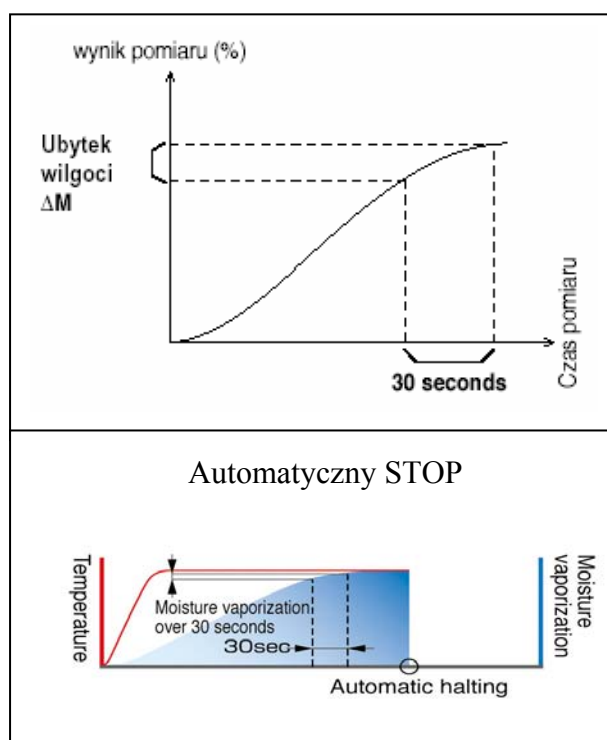 wynik pomiaru (%)
Ubytek
wilgoci
ΔM
Czas pomiaru
30 seconds
Automatyczny STOP
Temperature
Moisture vaporization
over 30 seconds
30sec
Moisture
vaporization
Automatic halting